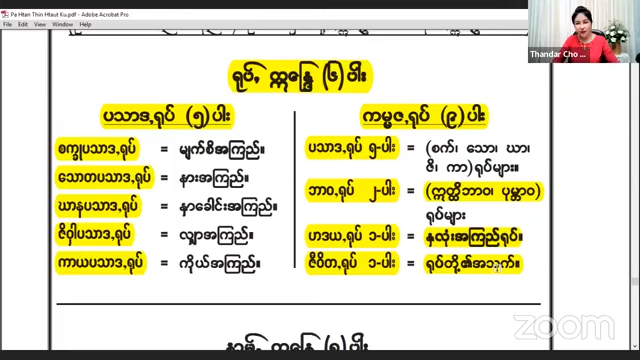 Pa Htan Thin Htaut Ku.pdf - Adobe Acrobat Pro
File Edit View Window Help
Thandar Cho ...
ရုပ်, ဣန္ဒြေ (၆) ပါး
ပသာဒ,ရုပ် (၅) ပါး
စက္ခုပသာဒ,ရုပ် = မျက်စိအကြည်။
သောတပသာဒ,ရုပ် = နားအကြည်။
ဃာနပသာဒ,ရုပ် = နှာခေါင်းအကြည်။
ဇိဝှါပသာဒ,ရုပ် = လျှာအကြည်။
ကာယပသာဒ,ရုပ် = ကိုယ်အကြည်။
ကမ္မဇ,ရုပ် (၉) ပါး
ပသာဒ,ရုပ် ၅-ပါး = (စက်၊ သော၊ ဃာ၊
ဇိ၊ ကာ) ရုပ်များ။
ဘာဝ,ရုပ် ၂-ပါး = (ဣတ္ထိဘာဝ၊ ပုမ္ဘာဝ)
ရုပ်များ
ဟဒယ,ရုပ် ၁-ပါး = နှလုံးအကြည်ရုပ်။
ဇီဝိတ,ရုပ် ၁-ပါး = ရုပ်တို့၏အသက်။
zoom